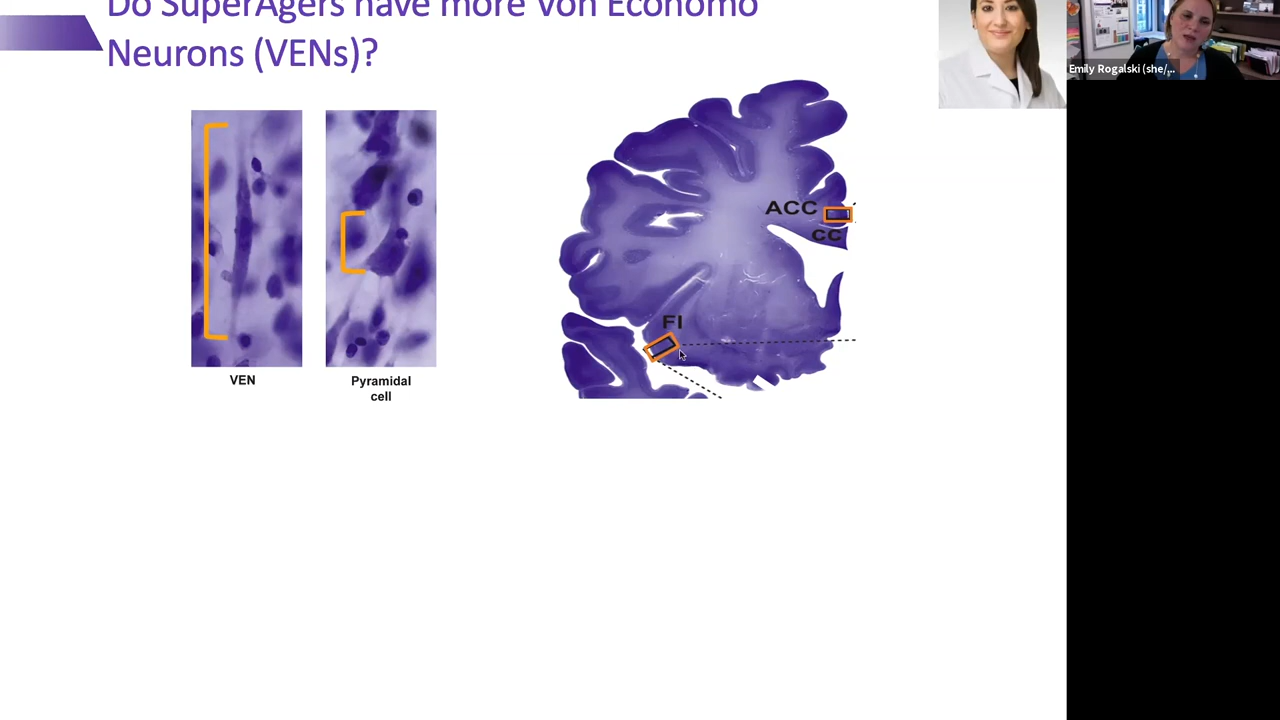 Do SuperAgers have more Von Economo
Neurons (VENs)?
Emily Rogalski (she/,...
ACC
CC
FI
VEN
Pyramidal
cell